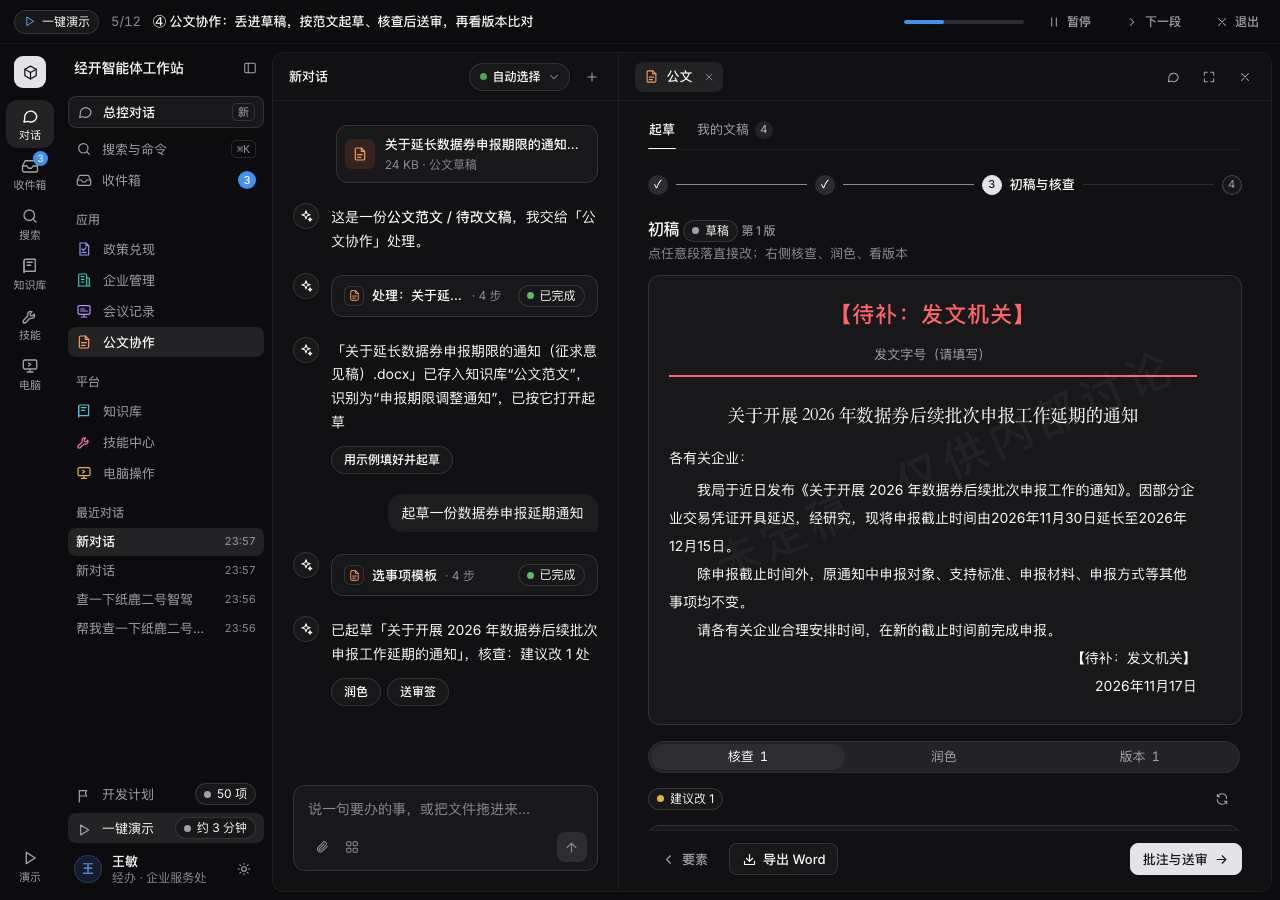 一键演示
5/12
④ 公文协作：丢进草稿、按范文起草、核查后送审，再看版本比对
暂停
下一段
退出
对话
3
收件箱
搜索
知识库
技能
电脑
演示
经开智能体工作站
总控对话
新
搜索与命令
⌘K
收件箱
3
应用
政策兑现
企业管理
会议记录
公文协作
平台
知识库
技能中心
电脑操作
最近对话
新对话 23:57
新对话 23:57
查一下纸鹿二号智驾 23:56
帮我查一下纸鹿二号... 23:56
开发计划
50 项
一键演示
约 3 分钟
王
王敏
经办 · 企业服务处
新对话
自动选择
关于延长数据券申报期限的通知...
24 KB · 公文草稿
这是一份公文范文 / 待改文稿，我交给「公
文协作」处理。
处理：关于延... · 4 步
已完成
「关于延长数据券申报期限的通知（征求意
见稿）.docx」已存入知识库“公文范文”，
识别为“申报期限调整通知”，已按它打开起
草
用示例填好并起草
起草一份数据券申报延期通知
选事项模板 · 4 步
已完成
已起草「关于开展 2026 年数据券后续批次
申报工作延期的通知」，核查：建议改 1 处
润色
送审签
说一句要办的事，或把文件拖进来...
公文
起草
我的文稿 4
3 初稿与核查
4
初稿
草稿
第 1 版
点任意段落直接改；右侧核查、润色、看版本
【待补：发文机关】
发文字号（请填写）
关于开展 2026 年数据券后续批次申报工作延期的通知
各有关企业：
我局于近日发布《关于开展 2026 年数据券后续批次申报工作的通知》。因部分企
业交易凭证开具延迟，经研究，现将申报截止时间由2026年11月30日延长至2026年
12月15日。
除申报截止时间外，原通知中申报对象、支持标准、申报材料、申报方式等其他
事项均不变。
请各有关企业合理安排时间，在新的截止时间前完成申报。
【待补：发文机关】
2026年11月17日
未定稿 仅供内部讨论
核查 1
润色
版本 1
建议改 1
要素
导出 Word
批注与送审